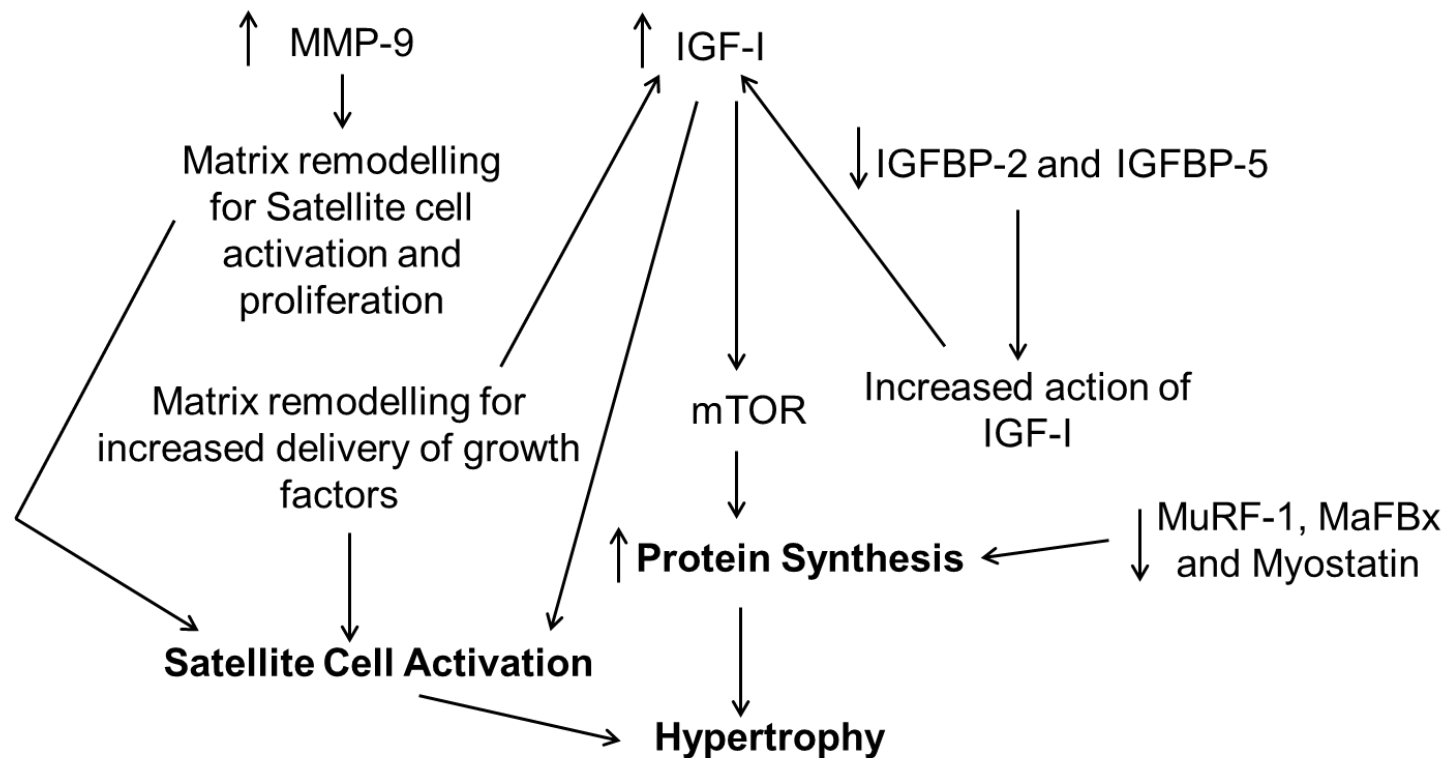 MMP-9
IGF-I
Matrix remodelling
for Satellite cell
activation and
proliferation
IGFBP-2 and IGFBP-5
Matrix remodelling for
increased delivery of growth
factors
mTOR
Increased action of
IGF-I
Protein Synthesis
MuRF-1, MaFBx
and Myostatin
Satellite Cell Activation
Hypertrophy